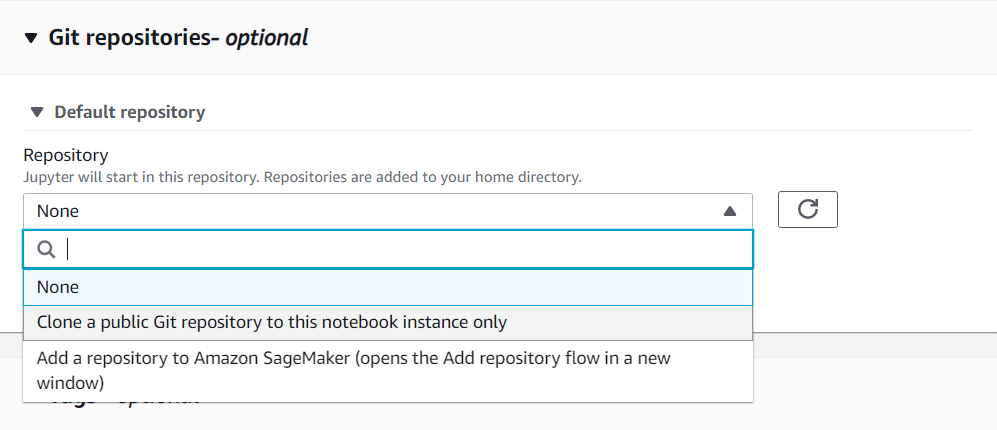 Git repositories- optional
Default repository
Repository
Jupyter will start in this repository. Repositories are added to your home directory.
None
None
Clone a public Git repository to this notebook instance only
Add a repository to Amazon SageMaker (opens the Add repository flow in a new
window)